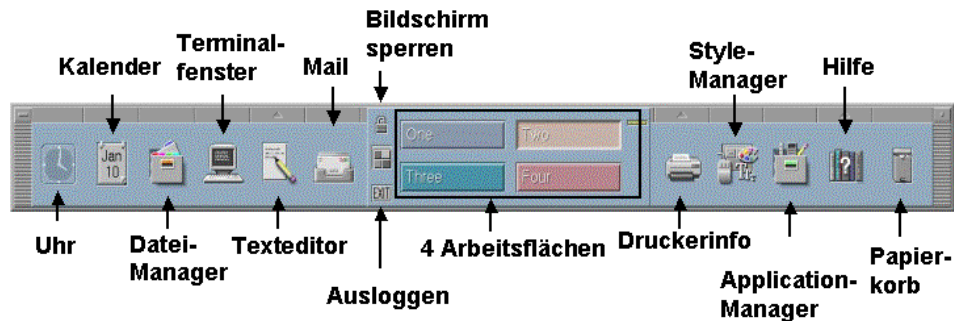 Bildschirm
sperren
Terminal-
fenster
Kalender
Mail
Style-
Manager
Hilfe
Jan
10
One
Two
Three
Four
EXIT
Uhr
Datei-
Manager
Texteditor
Ausloggen
4 Arbeitsflächen
Druckerinfo
Application-
Manager
Papier-
korb